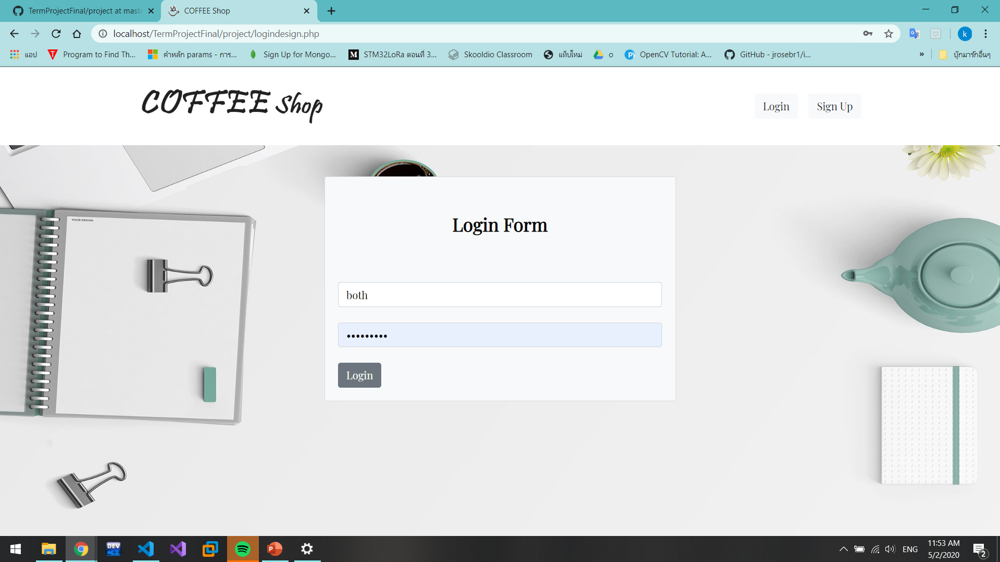 TermProjectFinal/project at maste
COFFEE Shop
localhost/TermProjectFinal/project/logindesign.php
k
แอป
Program to Find Th...
คำหลัก params - การ...
Sign Up for Mongo...
M
STM32LoRa ตอนที่ 3...
Skooldio Classroom
แท็บใหม่
o
OpenCV Tutorial: A...
GitHub - jrosebr1/i...
»
บุ๊กมาร์กอื่นๆ
COFFEE Shop
Login
Sign Up
YOUR DESIGN
Login Form
both
•••••••••
Login
DEV
C++
P
ENG
11:53 AM
5/2/2020
2